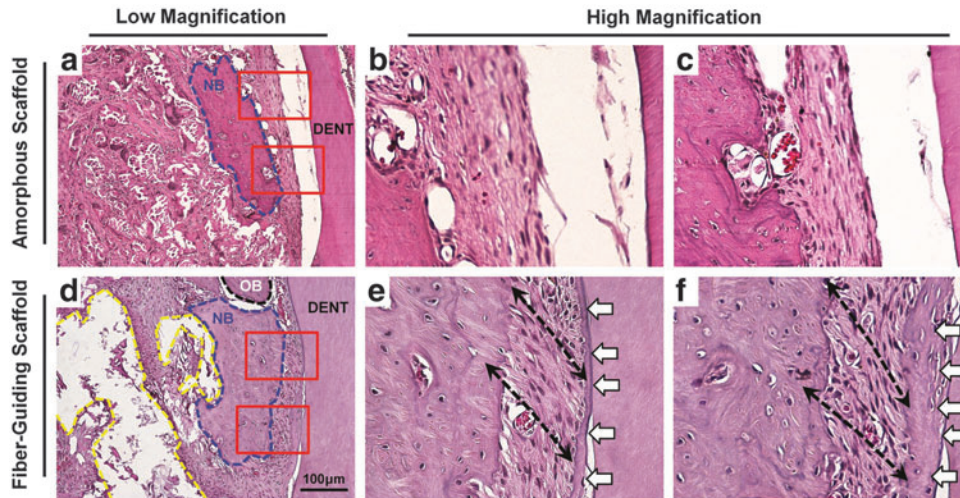 Low Magnification
High Magnification
Amorphous Scaffold
a
NB
DENT
b
c
Fiber-Guiding Scaffold
d
OB
NB
DENT
100μm
e
f